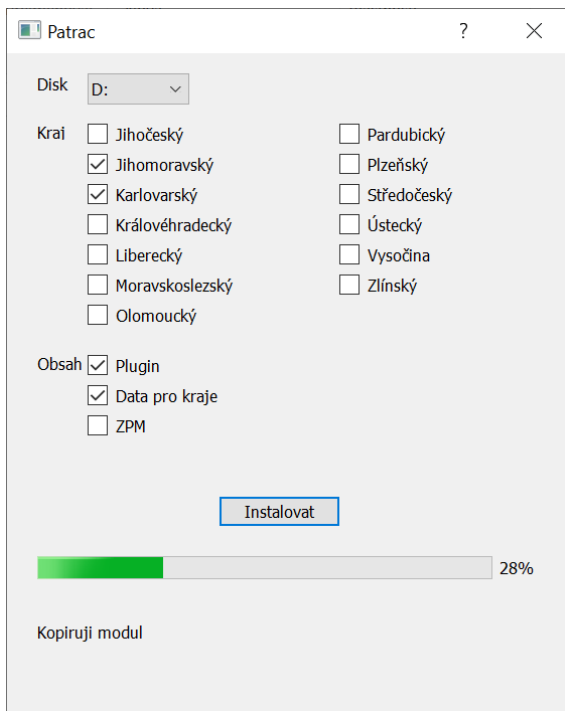 Patrac
?
Disk D:
Kraj
Jihočeský
Jihomoravský
Karlovarský
Královéhradecký
Liberecký
Moravskoslezský
Olomoucký
Pardubický
Plzeňský
Středočeský
Ústecký
Vysočina
Zlínský
Obsah
Plugin
Data pro kraje
ZPM
Instalovat
28%
Kopiruji modul